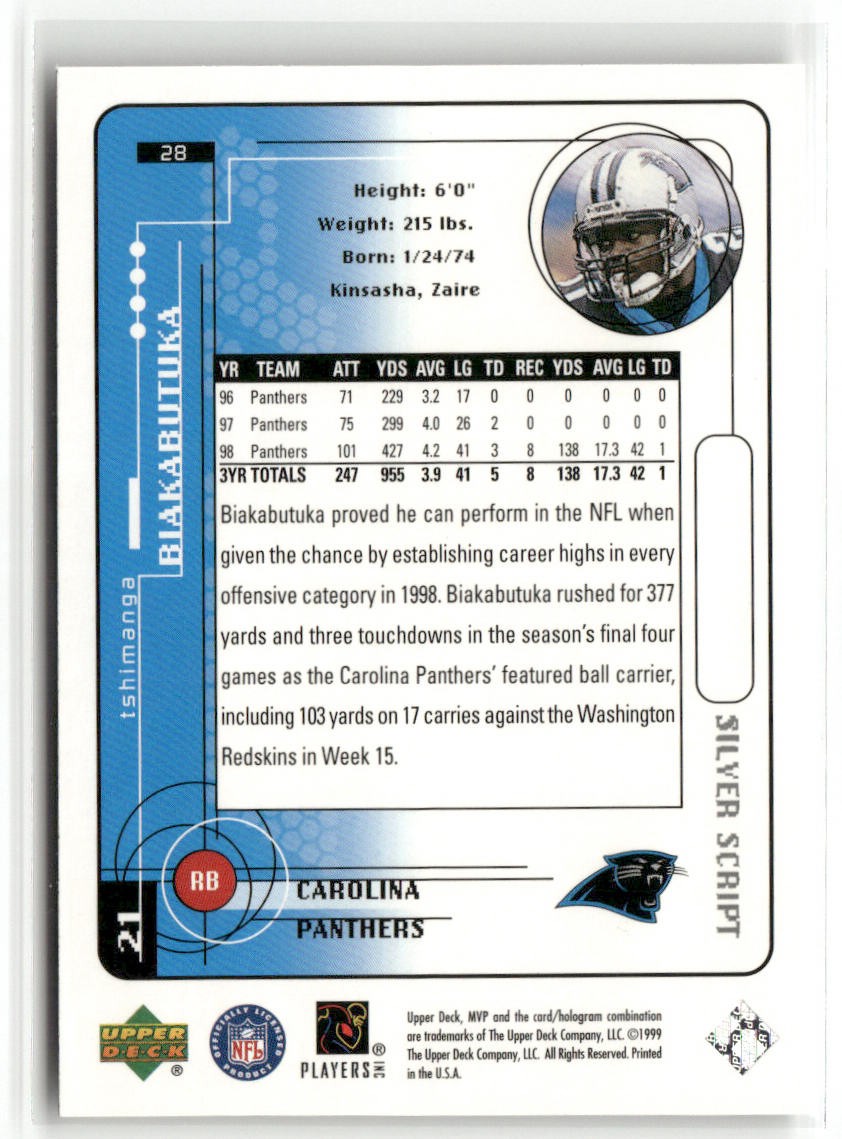 28
Height: 6'0"
Weight: 215 lbs.
Born: 1/24/74
Kinsasha, Zaire
tshimanga BIAKABUTUKA
YR TEAM ATT YDS AVG LG TD REC YDS AVG LG TD
96 Panthers 71 229 3.2 17 0 0 0 0 0 0
97 Panthers 75 299 4.0 26 2 0 0 0 0 0
98 Panthers 101 427 4.2 41 3 8 138 17.3 42 1
3YR TOTALS 247 955 3.9 41 5 8 138 17.3 42 1
Biakabutuka proved he can perform in the NFL when
given the chance by establishing career highs in every
offensive category in 1998. Biakabutuka rushed for 377
yards and three touchdowns in the season's final four
games as the Carolina Panthers' featured ball carrier,
including 103 yards on 17 carries against the Washington
Redskins in Week 15.
SILVER SCRIPT
RB
CAROLINA
PANTHERS
21
UPPER
DECK
®
OFFICIALLY LICENSED
NFL
PRODUCT
PLAYERS INC ®
Upper Deck, MVP and the card/hologram combination
are trademarks of The Upper Deck Company, LLC. ©1999
The Upper Deck Company, LLC. All Rights Reserved. Printed
in the U.S.A.